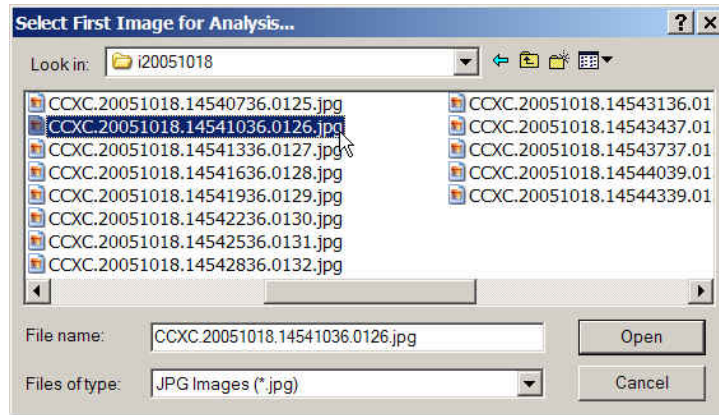 Select First Image for Analysis...
Look in: i20051018
CCXC.20051018.14540736.0125.jpg
CCXC.20051018.14541036.0126.jpg
CCXC.20051018.14541336.0127.jpg
CCXC.20051018.14541636.0128.jpg
CCXC.20051018.14541936.0129.jpg
CCXC.20051018.14542236.0130.jpg
CCXC.20051018.14542536.0131.jpg
CCXC.20051018.14542836.0132.jpg
CCXC.20051018.14543136.01
CCXC.20051018.14543437.01
CCXC.20051018.14543737.01
CCXC.20051018.14544039.01
CCXC.20051018.14544339.01
File name: CCXC.20051018.14541036.0126.jpg
Open
Files of type: JPG Images (*.jpg)
Cancel